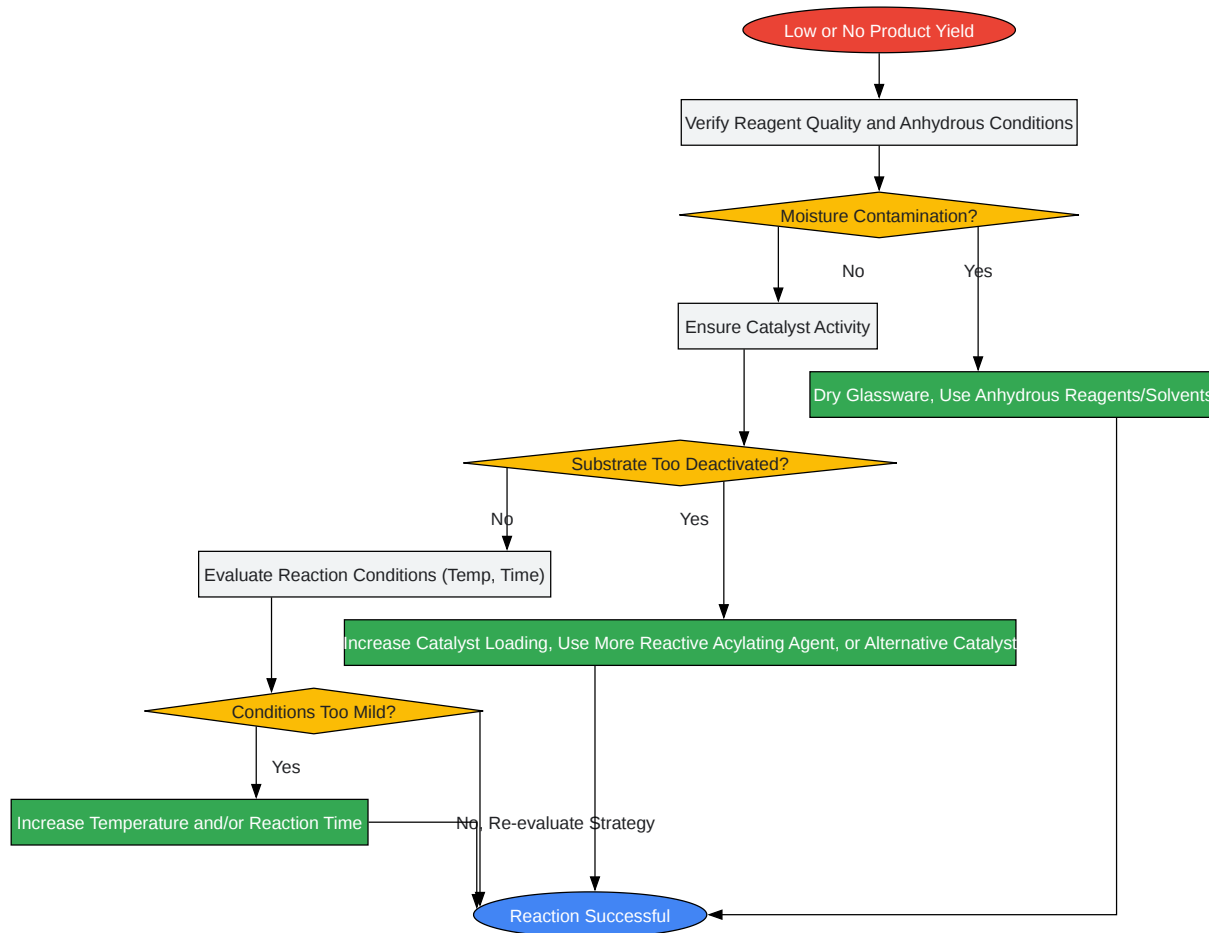 Low or No Product Yield
Verify Reagent Quality and Anhydrous Conditions
Moisture Contamination?
No
Yes
Ensure Catalyst Activity
Dry Glassware, Use Anhydrous Reagents/Solvents
Substrate Too Deactivated?
No
Yes
Evaluate Reaction Conditions (Temp, Time)
Increase Catalyst Loading, Use More Reactive Acylating Agent, or Alternative Catalyst
Conditions Too Mild?
Yes
Increase Temperature and/or Reaction Time
No, Re-evaluate Strategy
Reaction Successful